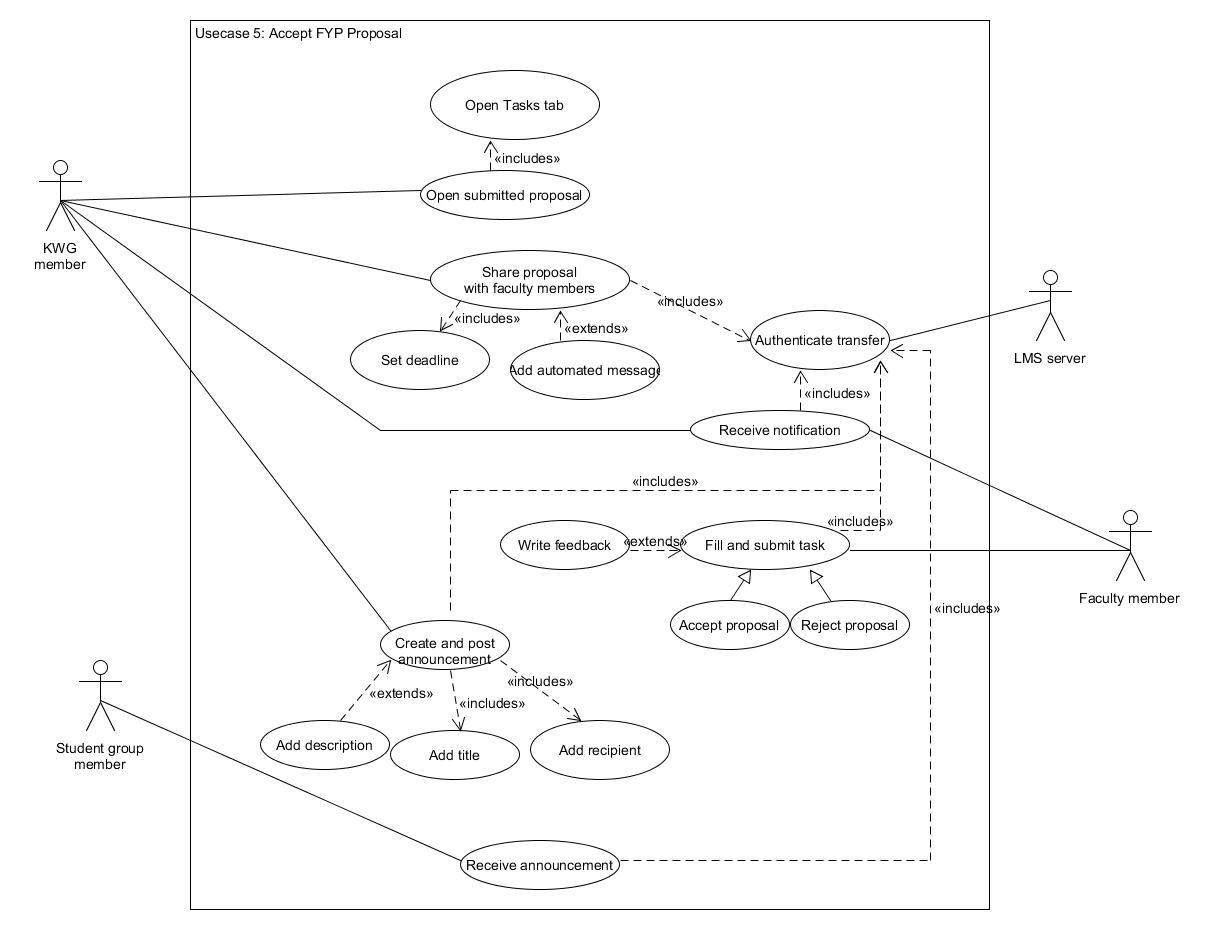 Usecase 5: Accept FYP Proposal
Open Tasks tab
«includes»
Open submitted proposal
KWG
member
Share proposal
with faculty members
«includes»
«includes»
«extends»
Set deadline
Add automated message
Authenticate transfer
LMS server
«includes»
Receive notification
«includes»
«includes»
Write feedback
«extends»
Fill and submit task
Faculty member
«includes»
Accept proposal
Reject proposal
Create and post
announcement
«extends»
«includes»
«includes»
Add description
Add title
Add recipient
Student group
member
Receive announcement